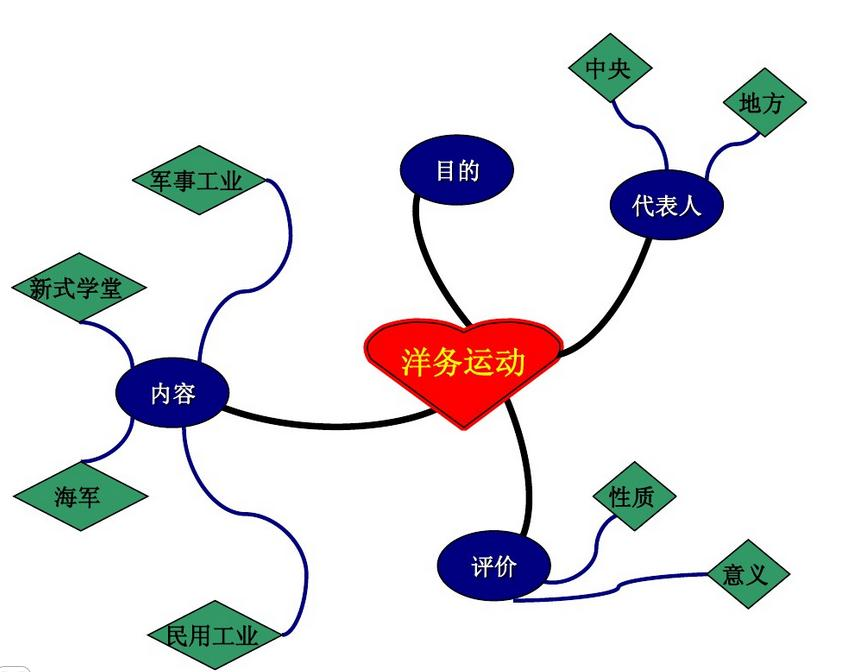 中央
地方
目的
军事工业
代表人
新式学堂
洋务运动
内容
海军
性质
评价
意义
民用工业